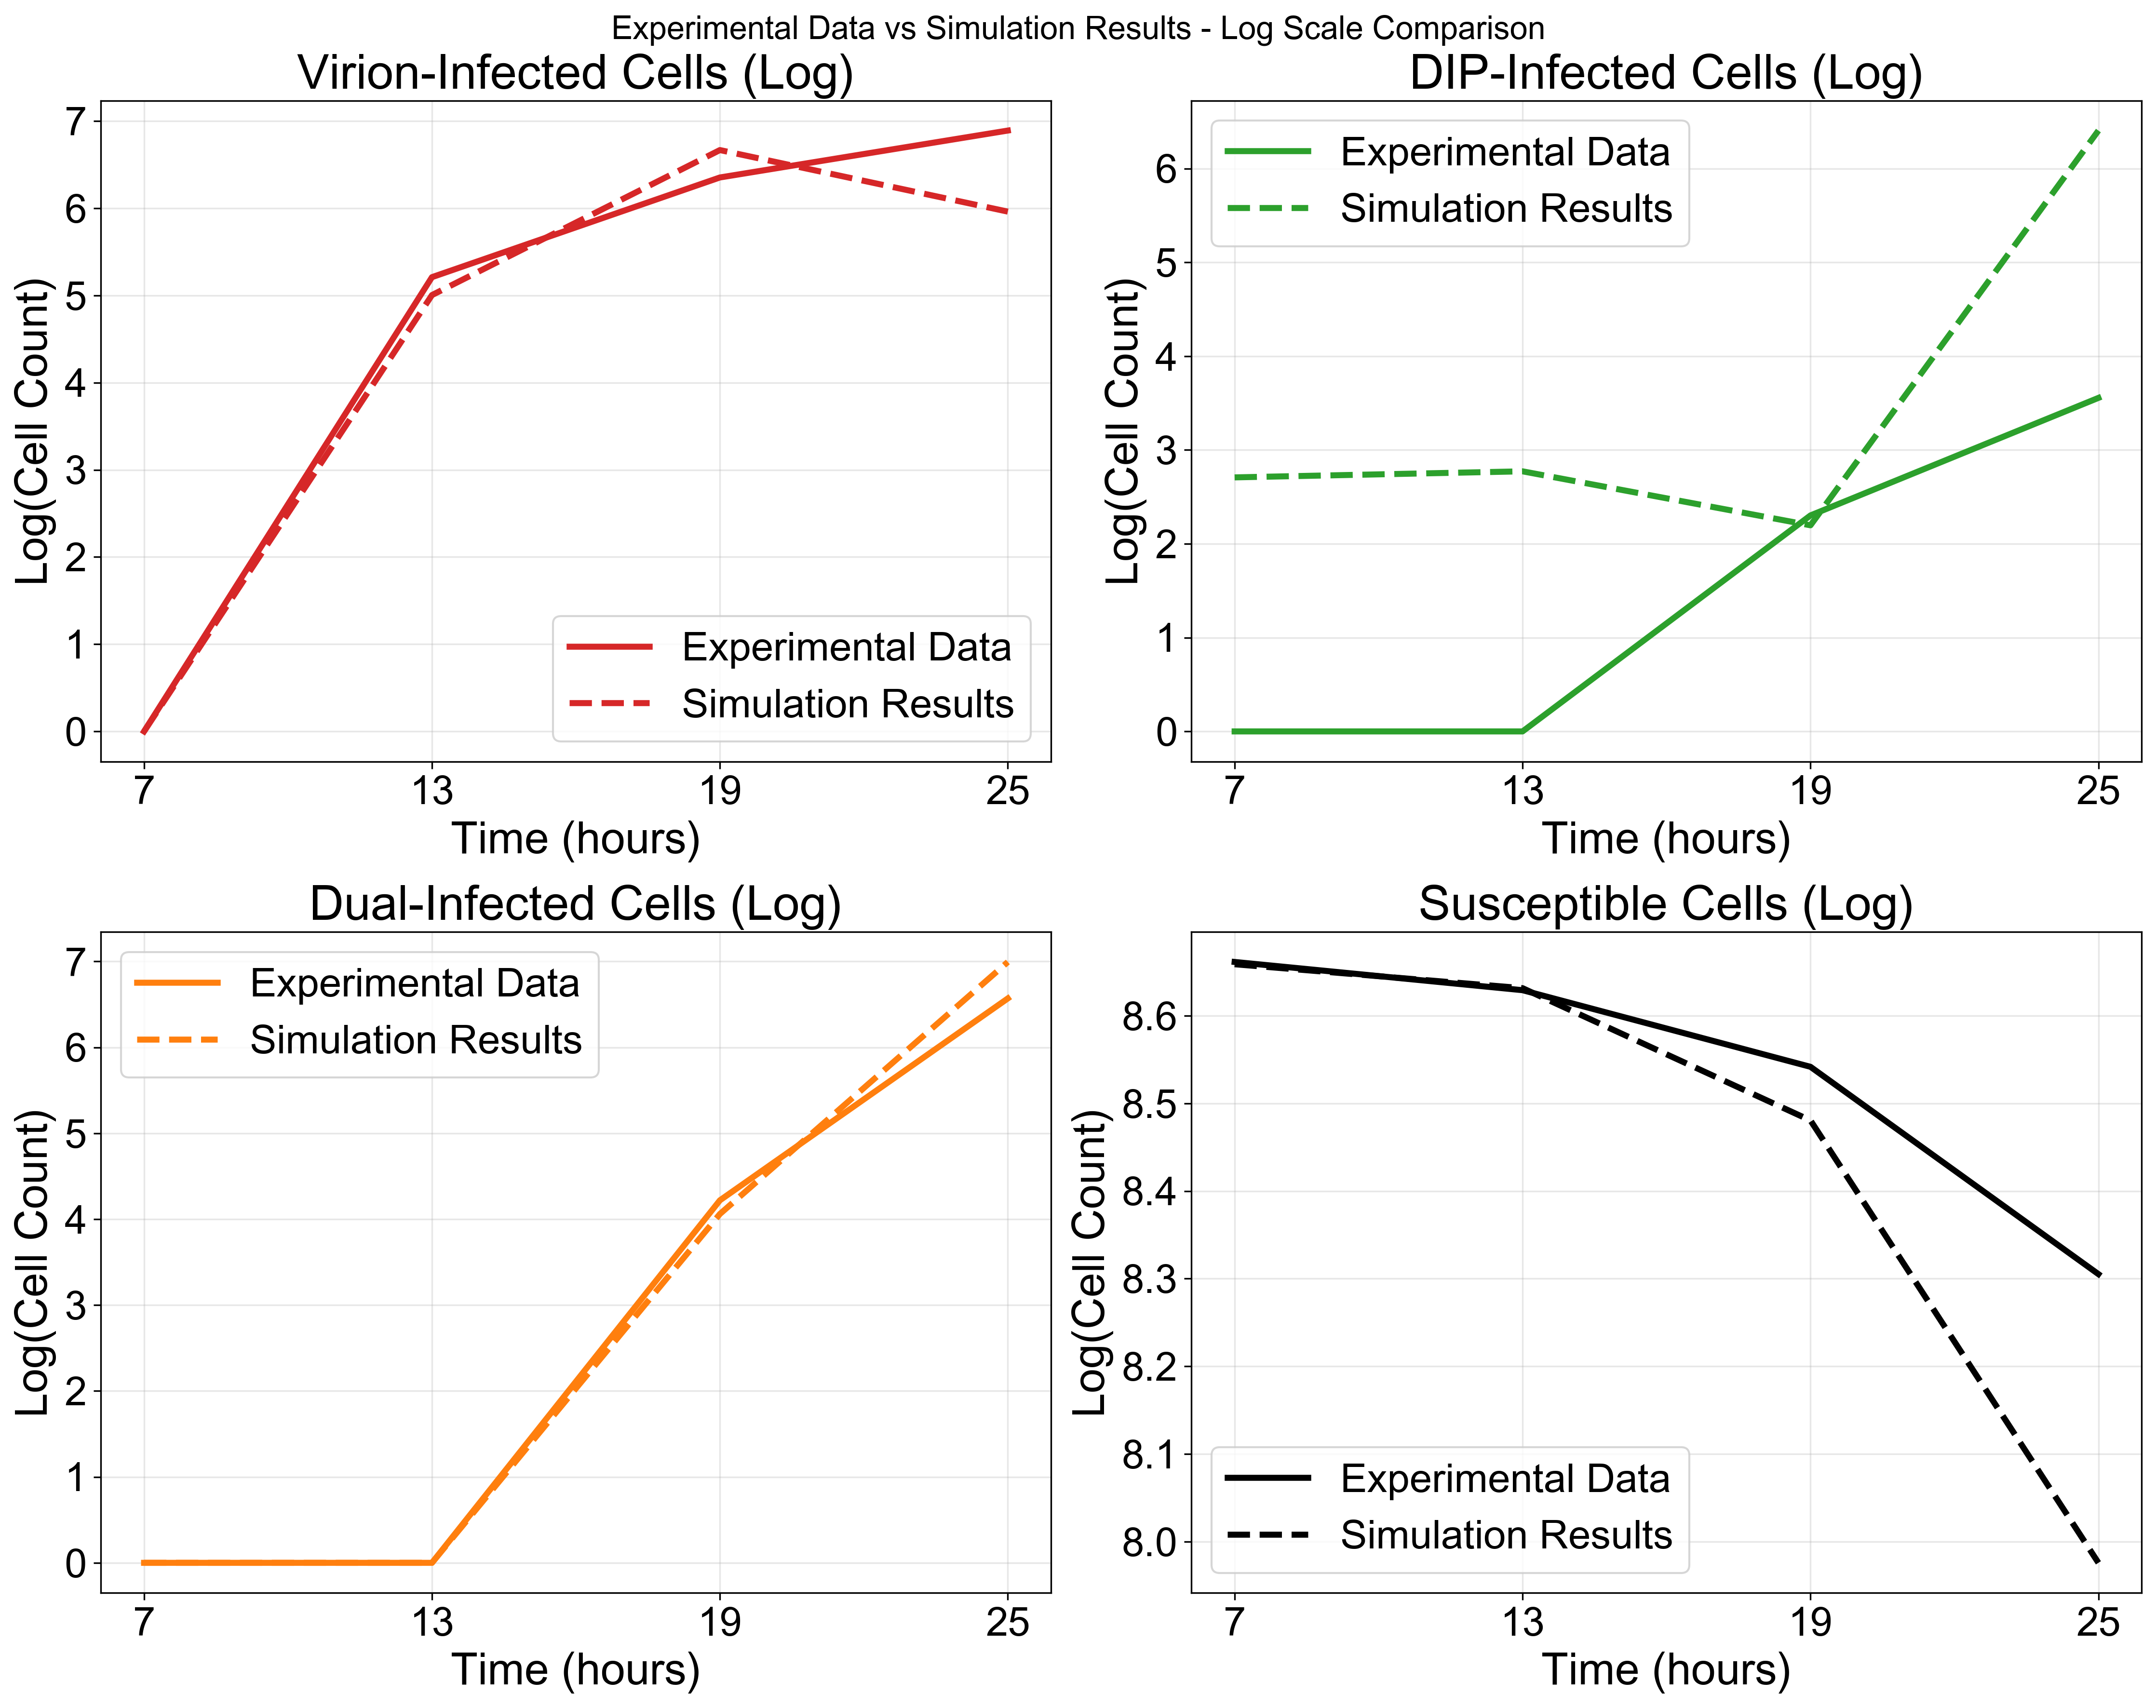 Experimental Data vs Simulation Results - Log Scale Comparison
Virion-Infected Cells (Log)
7
6
5
4
3
2
1
0
Log(Cell Count)
Experimental Data
Simulation Results
7 13 19 25
Time (hours)
DIP-Infected Cells (Log)
Experimental Data
Simulation Results
6
5
4
3
2
1
0
Log(Cell Count)
7 13 19 25
Time (hours)
Dual-Infected Cells (Log)
Experimental Data
Simulation Results
7
6
5
4
3
2
1
0
Log(Cell Count)
7 13 19 25
Time (hours)
Susceptible Cells (Log)
8.6
8.5
8.4
8.3
8.2
8.1
8.0
Log(Cell Count)
Experimental Data
Simulation Results
7 13 19 25
Time (hours)